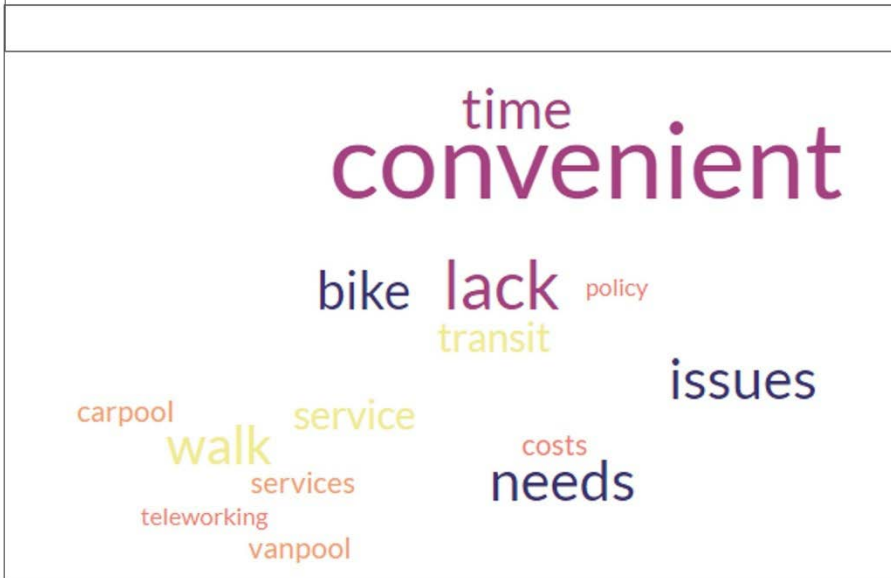 time
convenient
bike lack policy
transit
issues
carpool service
walk
costs
services needs
teleworking
vanpool